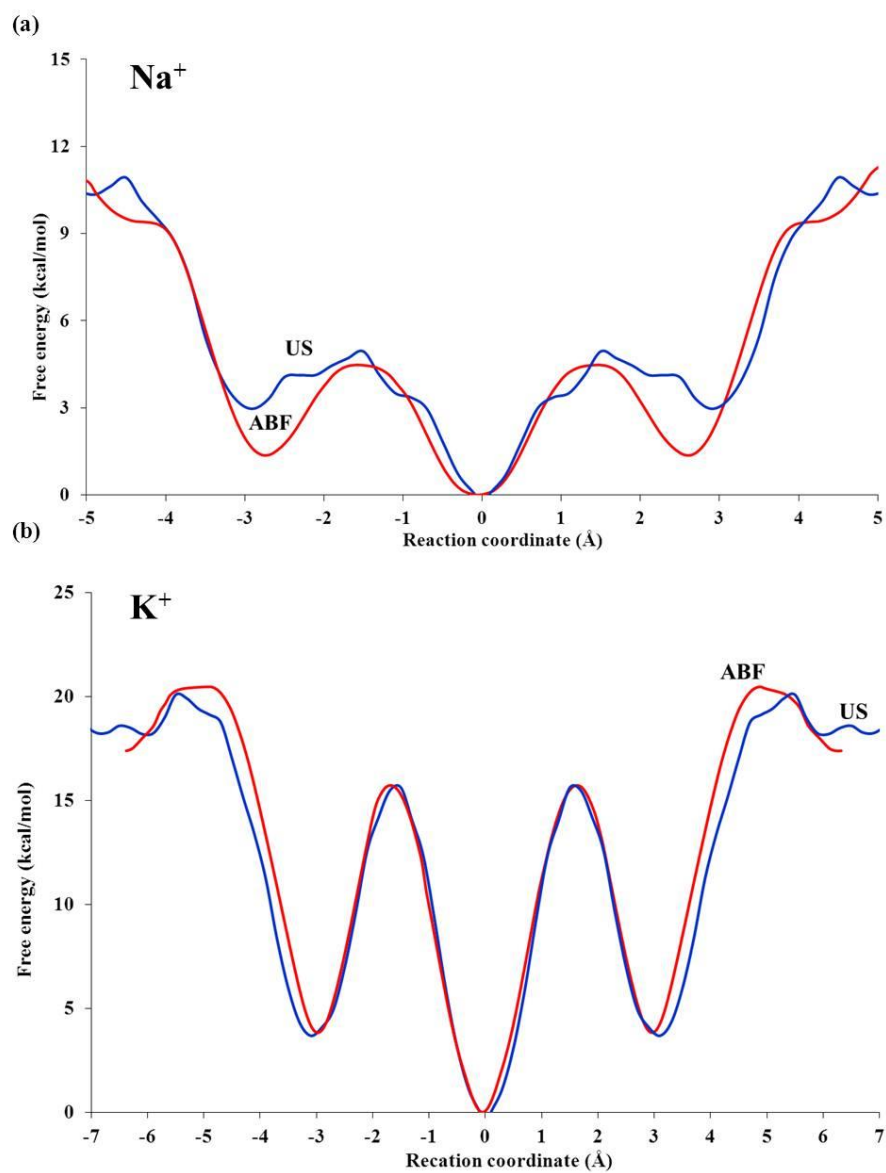 (a)
Na+
15
12
9
6
3
0
Free energy (kcal/mol)
US
ABF
-5 -4 -3 -2 -1 0 1 2 3 4 5
Reaction coordinate (Å)
(b)
K+
25
20
15
10
5
0
Free energy (kcal/mol)
ABF
US
-7 -6 -5 -4 -3 -2 -1 0 1 2 3 4 5 6 7
Recation coordinate (Å)